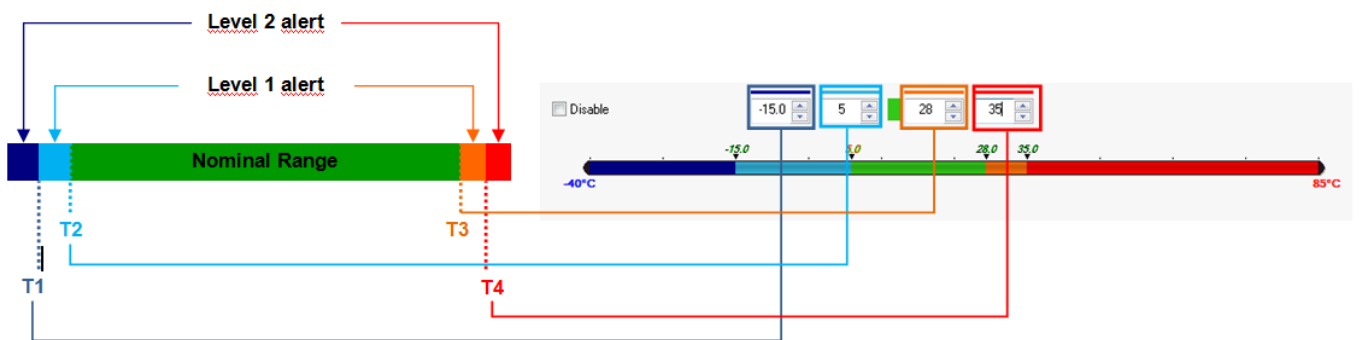 Level 2 alert
Level 1 alert
Disable
-15.0 5 28 35
Nominal Range
-15.0 5.0 28.0 35.0
-40°C 85°C
T2 T3
T1 T4